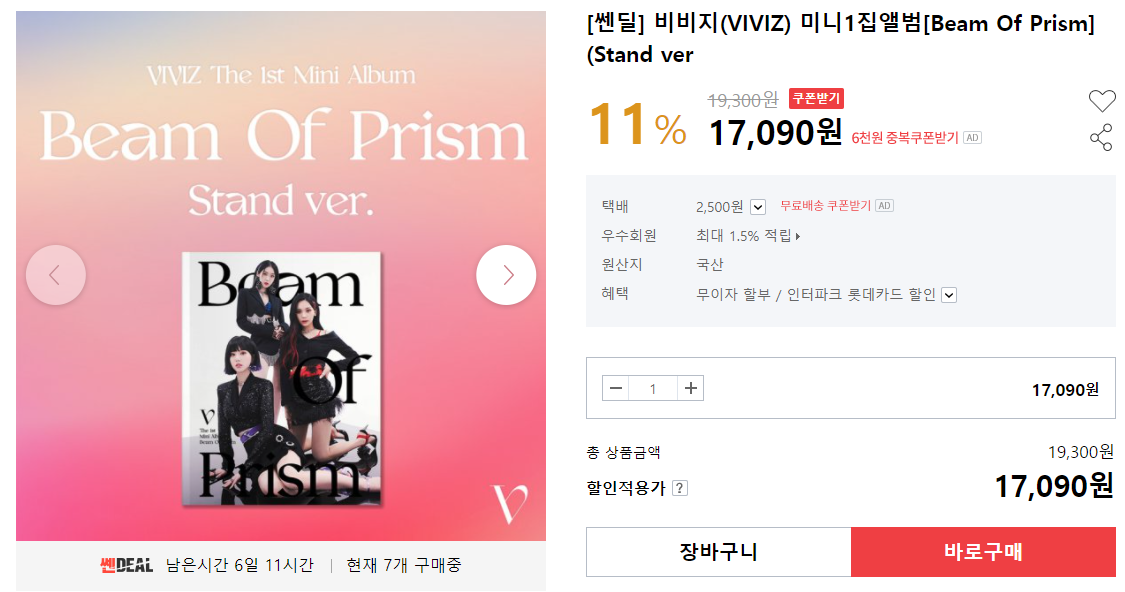 VIVIZ The 1st Mini Album
Beam Of Prism
Stand ver.
Beam
Of
V
The 1st
Mini Album
Beam Of Prism
Prism
V
쎈DEAL 남은시간 6일 11시간 | 현재 7개 구매중
[쎈딜] 비비지(VIVIZ) 미니1집앨범[Beam Of Prism]
(Stand ver
11% 19,300원 쿠폰받기
17,090원 6천원 중복쿠폰받기 AD
택배 2,500원 무료배송 쿠폰받기 AD
우수회원 최대 1.5% 적립
원산지 국산
혜택 무이자 할부 / 인터파크 롯데카드 할인
1 17,090원
총 상품금액 19,300원
할인적용가 ? 17,090원
장바구니 바로구매